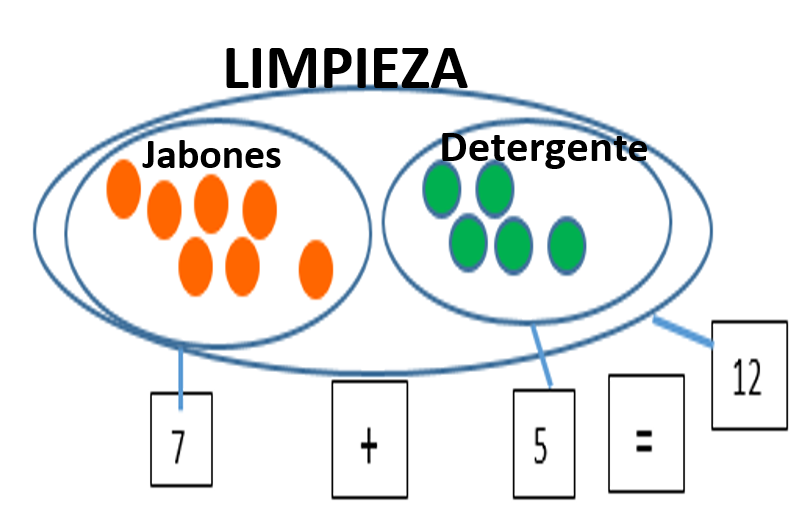 LIMPIEZA
Jabones
Detergente
12
7 + 5 =